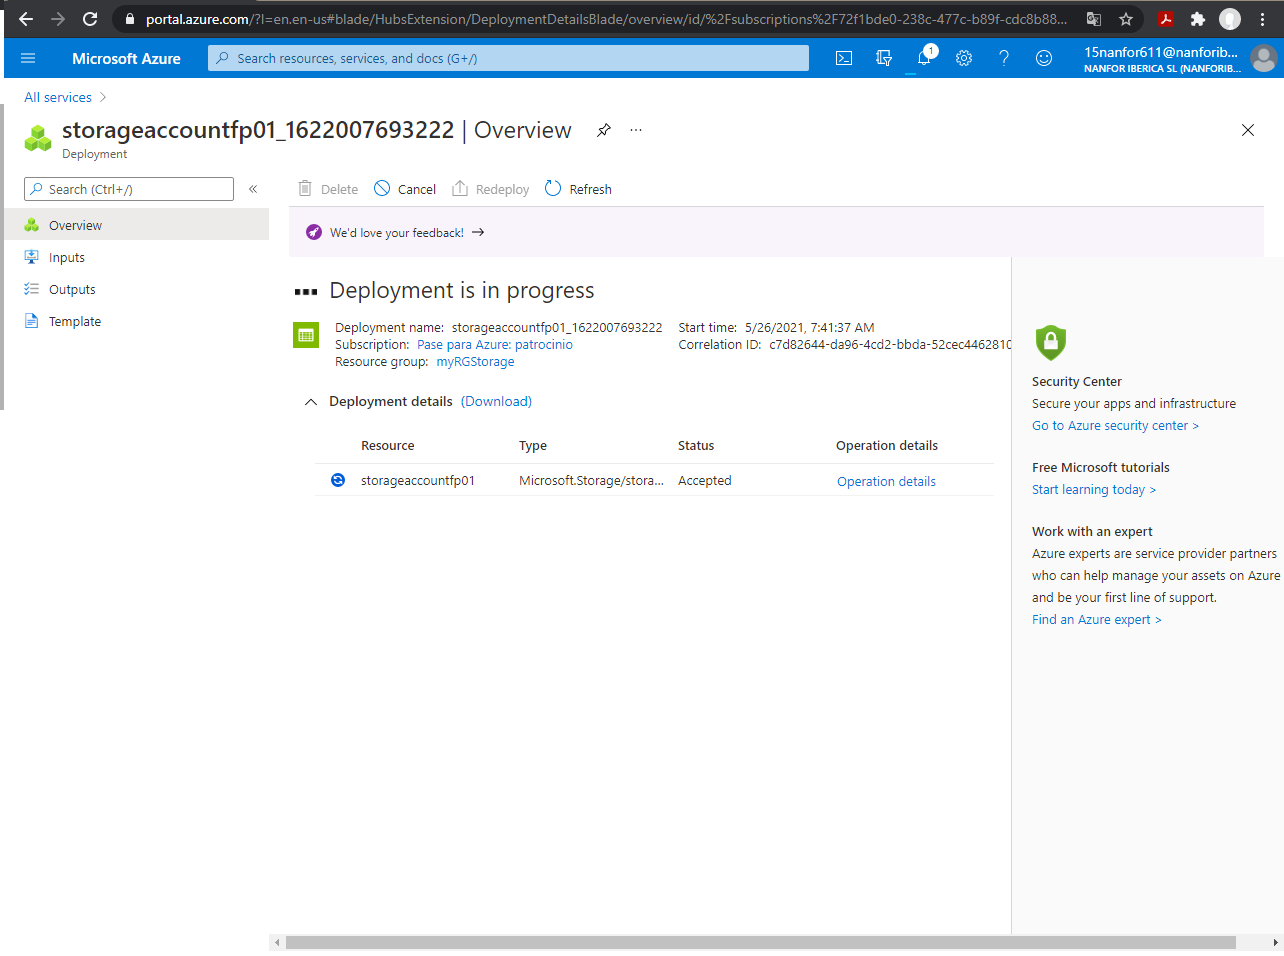 portal.azure.com/?l=en.en-us#blade/HubsExtension/DeploymentDetailsBlade/overview/id/%2Fsubscriptions%2F72f1bde0-238c-477c-b89f-cdc8b88...
Microsoft Azure
Search resources, services, and docs (G+/)
1
15nanfor611@nanforib...
NANFOR IBERICA SL (NANFORIB...
All services
storageaccountfp01_1622007693222 | Overview
...
Deployment
Search (Ctrl+/)
«
Delete
Cancel
Redeploy
Refresh
Overview
Inputs
Outputs
Template
We'd love your feedback! →
Deployment is in progress
Deployment name: storageaccountfp01_1622007693222
Subscription: Pase para Azure: patrocinio
Resource group: myRGStorage
Start time: 5/26/2021, 7:41:37 AM
Correlation ID: c7d82644-da96-4cd2-bbda-52cec4462810
Deployment details (Download)
Resource Type Status Operation details
storageaccountfp01 Microsoft.Storage/stora... Accepted Operation details
Security Center
Secure your apps and infrastructure
Go to Azure security center >
Free Microsoft tutorials
Start learning today >
Work with an expert
Azure experts are service provider partners
who can help manage your assets on Azure
and be your first line of support.
Find an Azure expert >